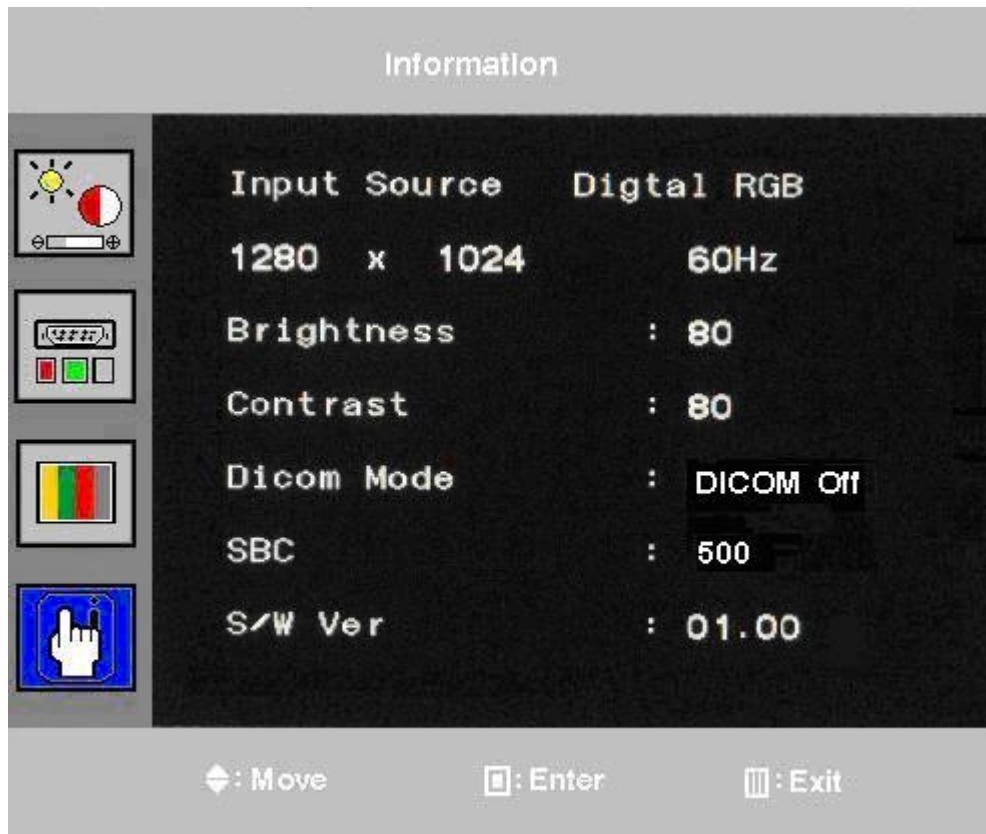 Information
Input Source Digtal RGB
1280 x 1024 60Hz
Brightness : 80
Contrast : 80
Dicom Mode : DICOM Off
SBC : 500
S/W Ver : 01.00
: Move : Enter : Exit